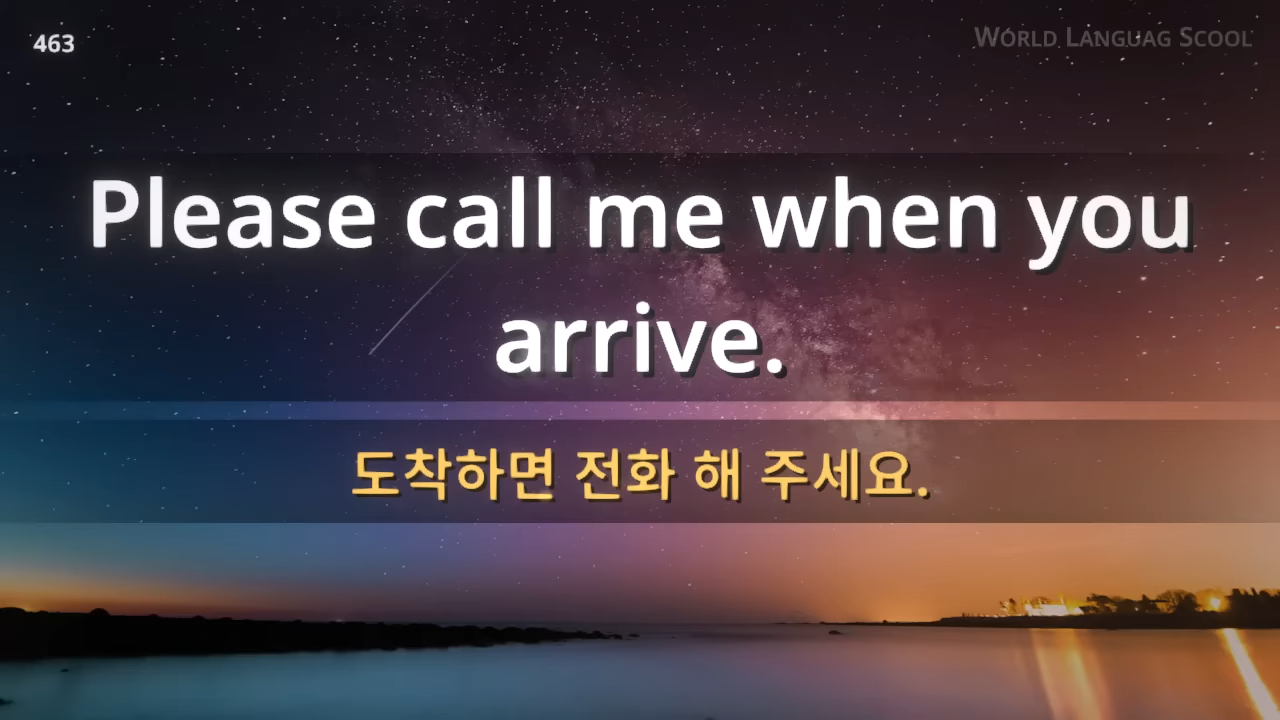 463
World Languag Scool
Please call me when you
arrive.
도착하면 전화 해 주세요.